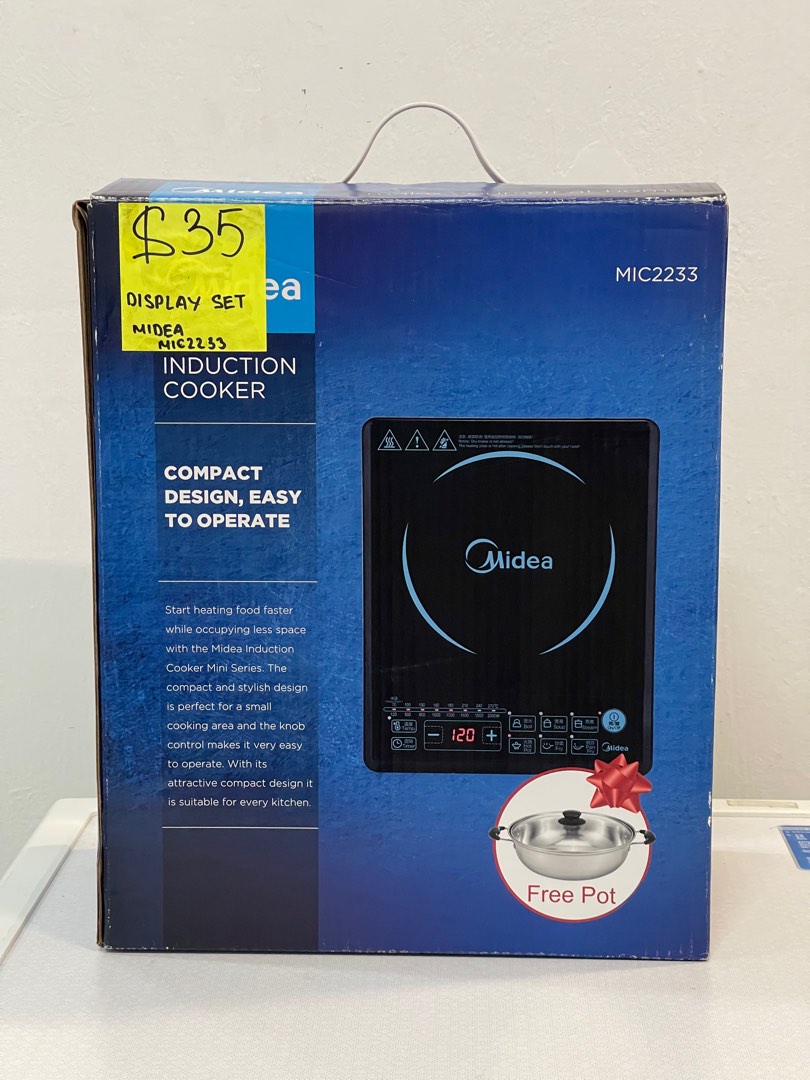 Midea
$35
DISPLAY SET
MIDEA
MIC2233
Midea
MIC2233
INDUCTION
COOKER
COMPACT
DESIGN, EASY
TO OPERATE
Start heating food faster
while occupying less space
with the Midea Induction
Cooker Mini Series. The
compact and stylish design
is perfect for a small
cooking area and the knob
control makes it very easy
to operate. With its
attractive compact design it
is suitable for every kitchen.
Midea
120
Midea
Free Pot